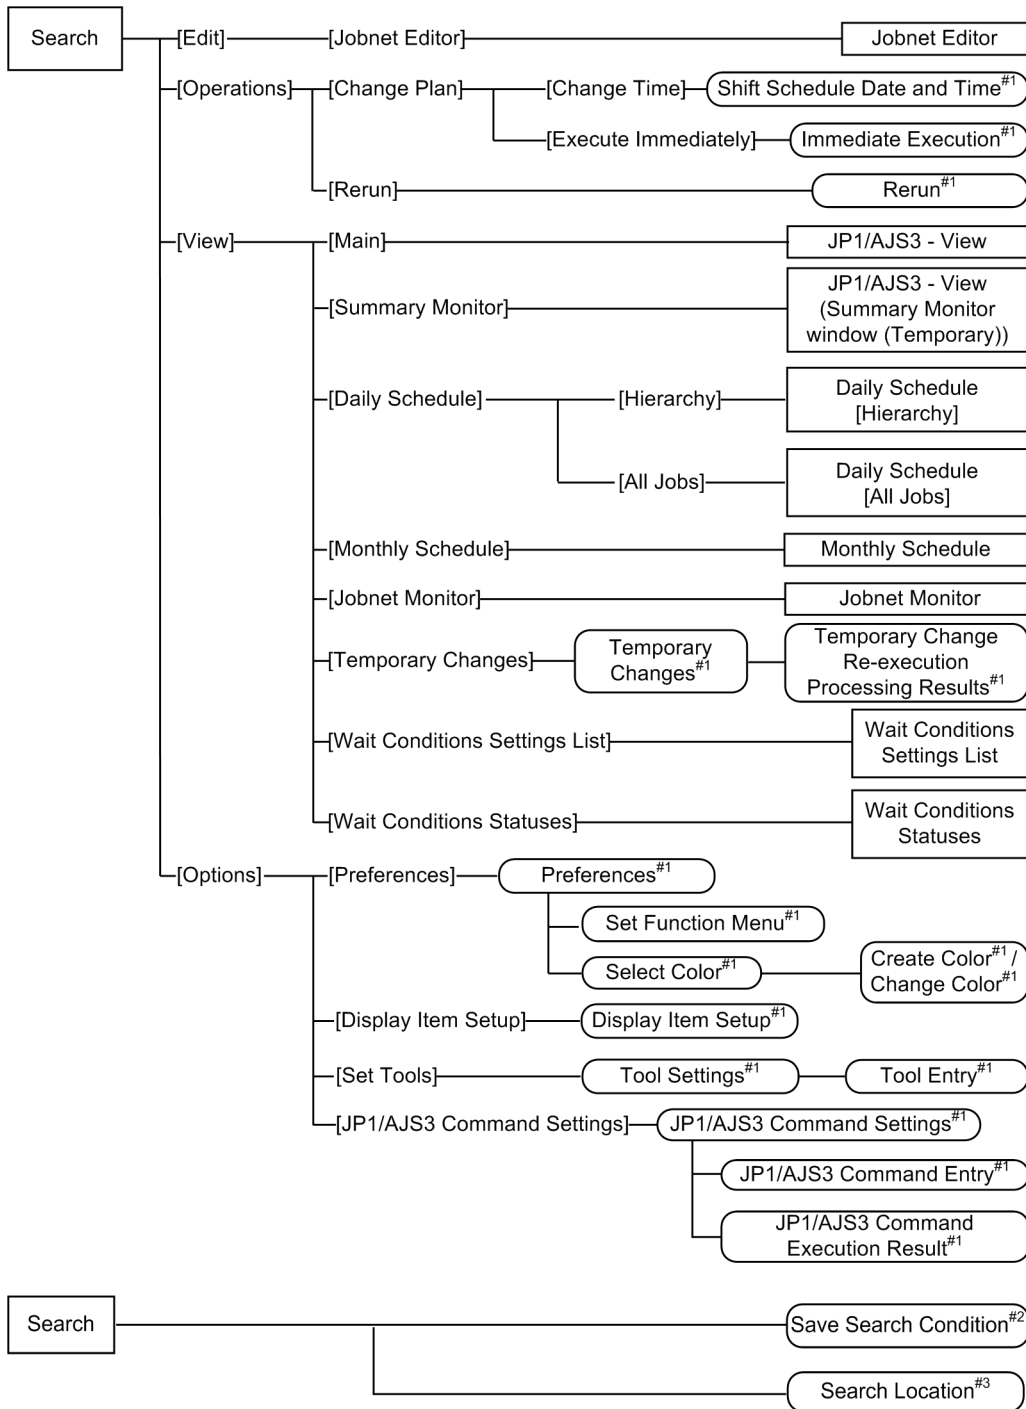 Search
[Edit]
[Jobnet Editor]
Jobnet Editor
[Operations]
[Change Plan]
[Change Time]
Shift Schedule Date and Time#1
[Execute Immediately]
Immediate Execution#1
[Rerun]
Rerun#1
[View]
[Main]
JP1/AJS3 - View
[Summary Monitor]
JP1/AJS3 - View
(Summary Monitor
window (Temporary))
[Daily Schedule]
[Hierarchy]
Daily Schedule
[Hierarchy]
[All Jobs]
Daily Schedule
[All Jobs]
[Monthly Schedule]
Monthly Schedule
[Jobnet Monitor]
Jobnet Monitor
[Temporary Changes]
Temporary
Changes#1
Temporary Change
Re-execution
Processing Results#1
[Wait Conditions Settings List]
Wait Conditions
Settings List
[Wait Conditions Statuses]
Wait Conditions
Statuses
[Options]
[Preferences]
Preferences#1
Set Function Menu#1
Select Color#1
Create Color#1 /
Change Color#1
[Display Item Setup]
Display Item Setup#1
[Set Tools]
Tool Settings#1
Tool Entry#1
[JP1/AJS3 Command Settings]
JP1/AJS3 Command Settings#1
JP1/AJS3 Command Entry#1
JP1/AJS3 Command
Execution Result#1
Search
Save Search Condition#2
Search Location#3